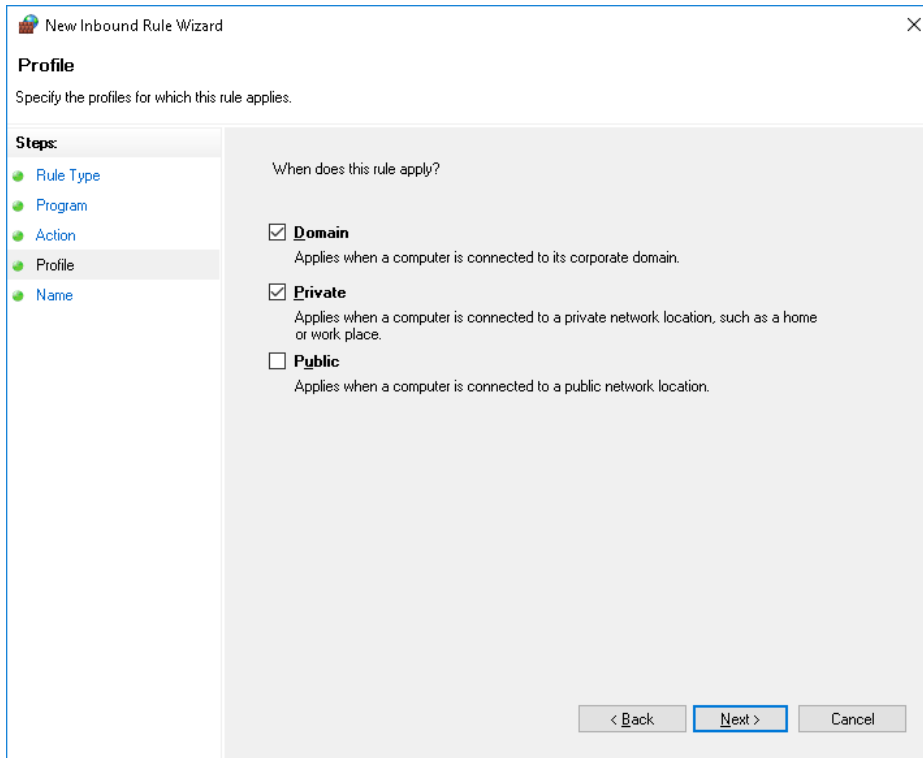 New Inbound Rule Wizard
Profile
Specify the profiles for which this rule applies.
Steps:
Rule Type
Program
Action
Profile
Name
When does this rule apply?
Domain
Applies when a computer is connected to its corporate domain.
Private
Applies when a computer is connected to a private network location, such as a home
or work place.
Public
Applies when a computer is connected to a public network location.
< Back
Next >
Cancel